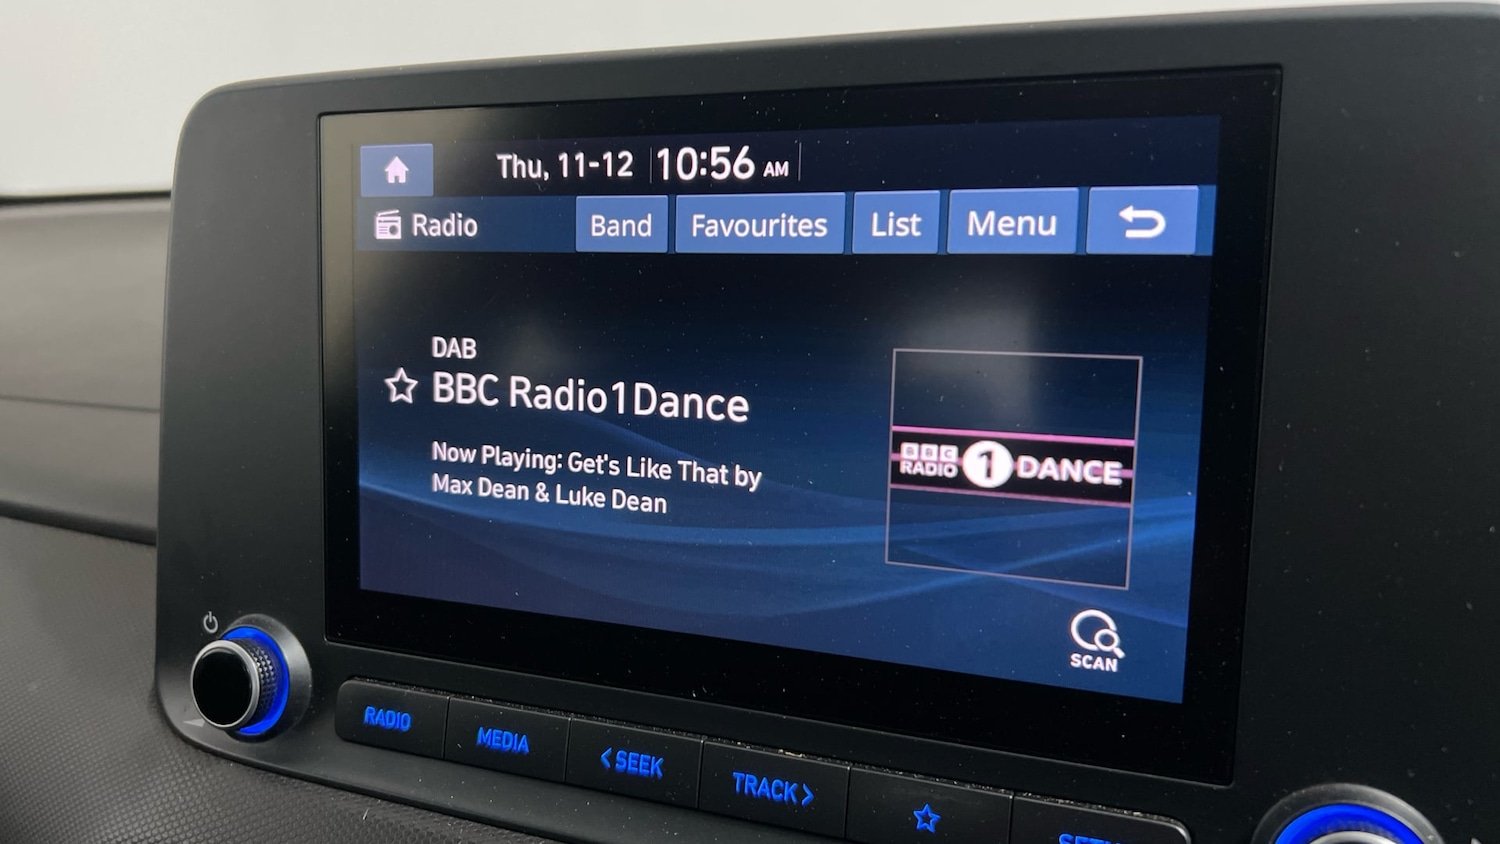 Thu, 11-12 10:56 AM
Radio Band Favourites List Menu
DAB
BBC Radio1Dance
Now Playing: Get's Like That by
Max Dean & Luke Dean
BBC
RADIO 1 DANCE
SCAN
RADIO MEDIA <SEEK TRACK>